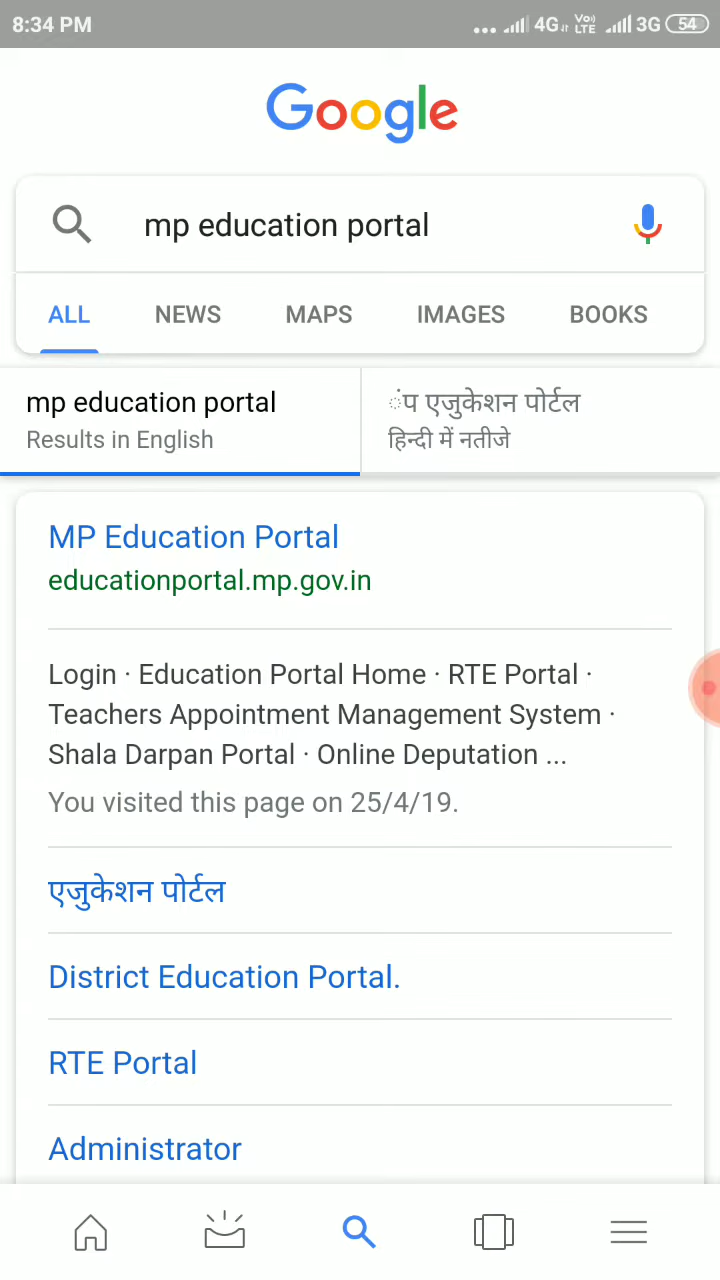 8:34 PM
4G VoLTE 3G 54
Google
mp education portal
ALL NEWS MAPS IMAGES BOOKS
mp education portal
Results in English
ंप एजुकेशन पोर्टल
हिन्दी में नतीजे
MP Education Portal
educationportal.mp.gov.in
Login · Education Portal Home · RTE Portal ·
Teachers Appointment Management System ·
Shala Darpan Portal · Online Deputation ...
You visited this page on 25/4/19.
एजुकेशन पोर्टल
District Education Portal.
RTE Portal
Administrator